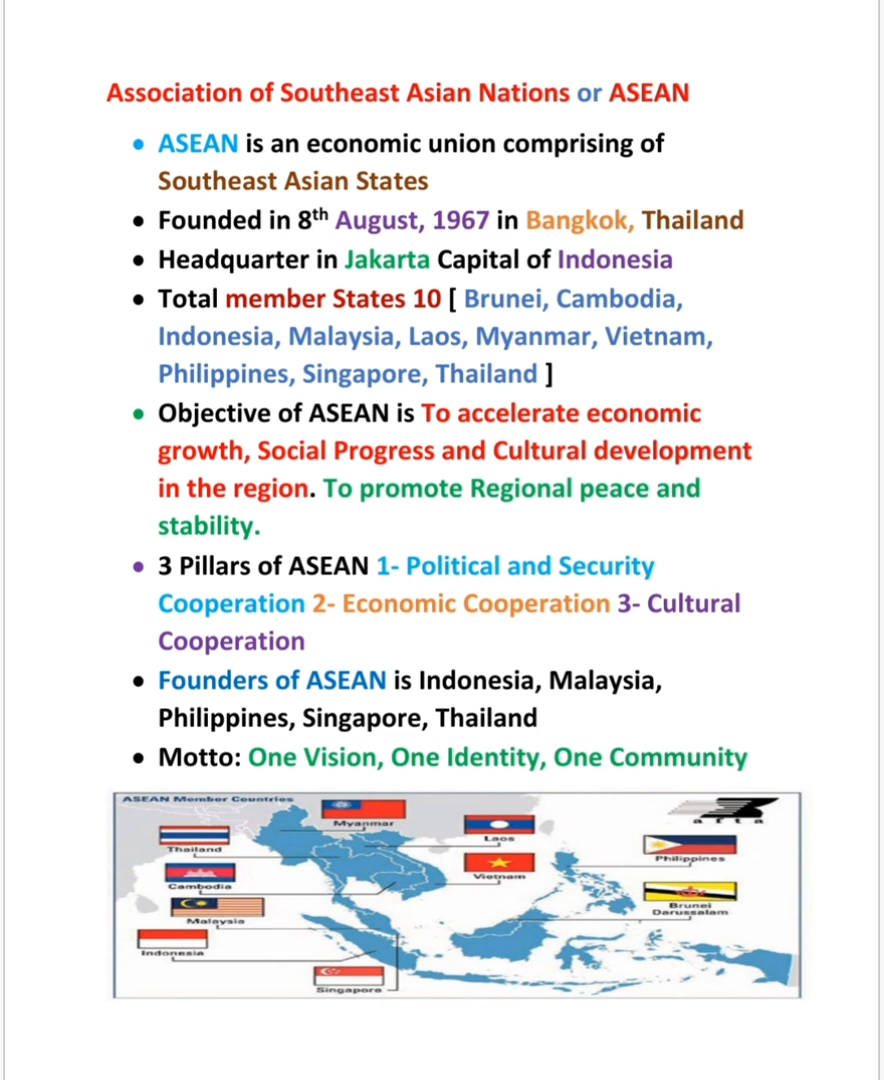 Association of Southeast Asian Nations or ASEAN
• ASEAN is an economic union comprising of
Southeast Asian States
• Founded in 8th August, 1967 in Bangkok, Thailand
• Headquarter in Jakarta Capital of Indonesia
• Total member States 10 [ Brunei, Cambodia,
Indonesia, Malaysia, Laos, Myanmar, Vietnam,
Philippines, Singapore, Thailand ]
• Objective of ASEAN is To accelerate economic
growth, Social Progress and Cultural development
in the region. To promote Regional peace and
stability.
• 3 Pillars of ASEAN 1- Political and Security
Cooperation 2- Economic Cooperation 3- Cultural
Cooperation
• Founders of ASEAN is Indonesia, Malaysia,
Philippines, Singapore, Thailand
• Motto: One Vision, One Identity, One Community
ASEAN Member Countries
Myanmar
Laos
Thailand
Philippines
Vietnam
Cambodia
Brunei
Darussalam
Malaysia
Indonesia
Singapore